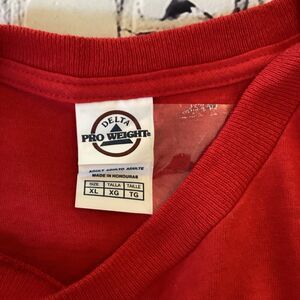 DELTA
PRO WEIGHT®
ADULT ADULTO ADULTE
MADE IN HONDURAS
SIZE TALLA TAILLE
XL XG TG